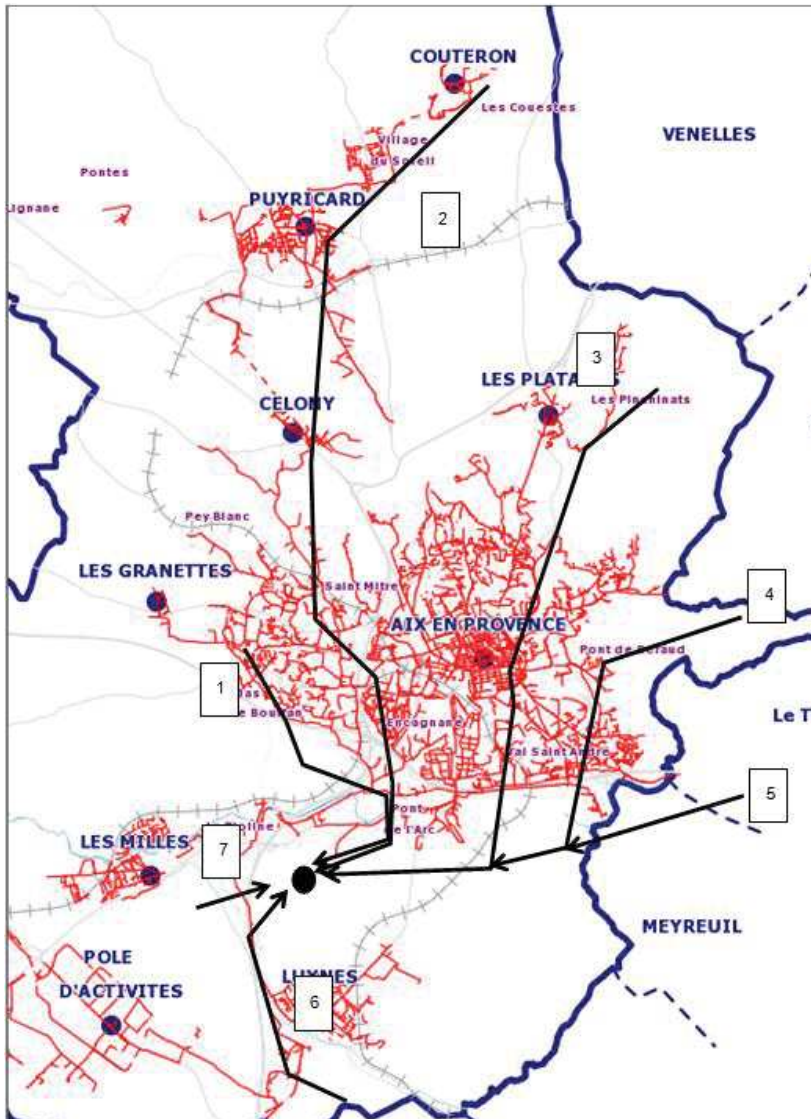 COUTERON
Les Couestes
VENELLES
Village
du Soleil
Pontes
PUYRICARD
Lignane
2
3
LES PLATA
Les Pinchinats
CELONY
Pey Blanc
LES GRANETTES
Saint Mitre
4
AIX EN PROVENCE
Pont de
1
Encagnane
Le T
Val Saint Andre
5
Pont
de l'Arc
LES MILLES
7
MEYREUIL
POLE
D'ACTIVITES
LUYNES
6